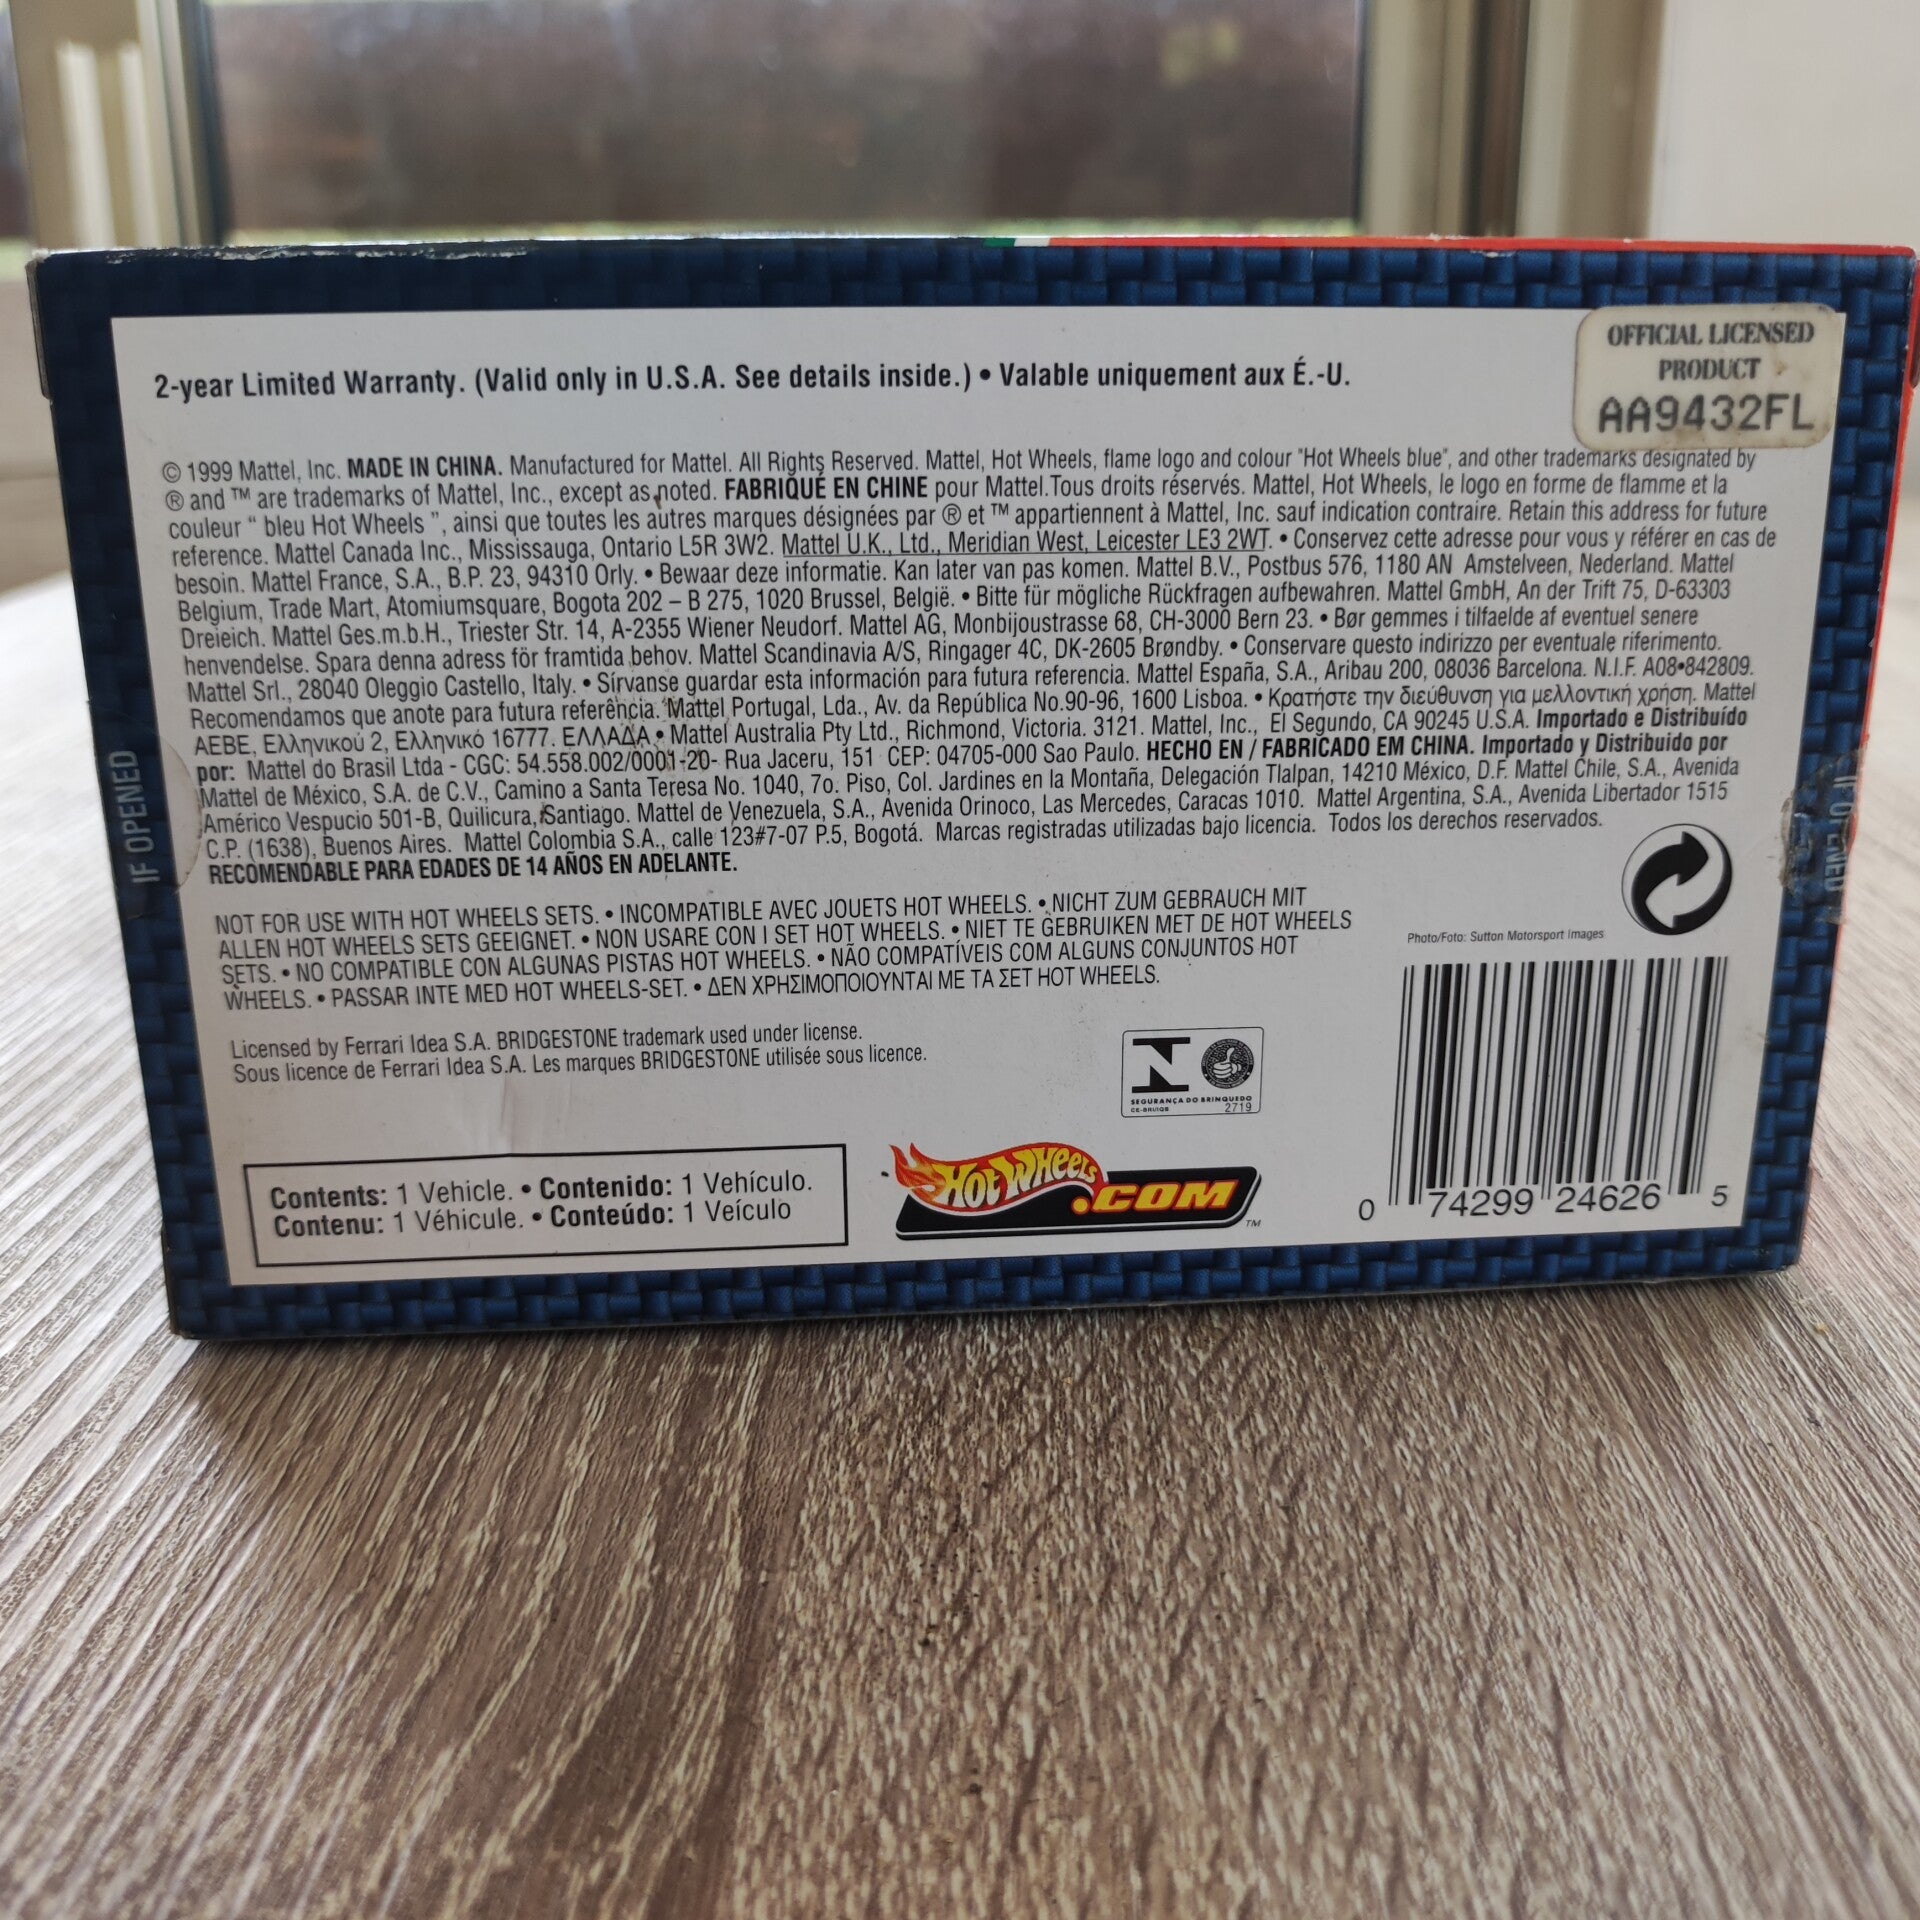 OFFICIAL LICENSED
PRODUCT
AA9432FL
2-year Limited Warranty. (Valid only in U.S.A. See details inside.) • Valable uniquement aux É.-U.
© 1999 Mattel, Inc. MADE IN CHINA. Manufactured for Mattel. All Rights Reserved. Mattel, Hot Wheels, flame logo and colour "Hot Wheels blue", and other trademarks designated by
® and ™ are trademarks of Mattel, Inc., except as noted. FABRIQUÉ EN CHINE pour Mattel.Tous droits réservés. Mattel, Hot Wheels, le logo en forme de flamme et la
couleur " bleu Hot Wheels ", ainsi que toutes les autres marques désignées par ® et ™ appartiennent à Mattel, Inc. sauf indication contraire. Retain this address for future
reference. Mattel Canada Inc., Mississauga, Ontario L5R 3W2. Mattel U.K., Ltd., Meridian West, Leicester LE3 2WT. • Conservez cette adresse pour vous y référer en cas de
besoin. Mattel France, S.A., B.P. 23, 94310 Orly. • Bewaar deze informatie. Kan later van pas komen. Mattel B.V., Postbus 576, 1180 AN Amstelveen, Nederland. Mattel
Belgium, Trade Mart, Atomiumsquare, Bogota 202 – B 275, 1020 Brussel, België. • Bitte für mögliche Rückfragen aufbewahren. Mattel GmbH, An der Trift 75, D-63303
Dreieich. Mattel Ges.m.b.H., Triester Str. 14, A-2355 Wiener Neudorf. Mattel AG, Monbijoustrasse 68, CH-3000 Bern 23. • Bør gemmes i tilfaelde af eventuel senere
henvendelse. Spara denna adress för framtida behov. Mattel Scandinavia A/S, Ringager 4C, DK-2605 Brøndby. • Conservare questo indirizzo per eventuale riferimento.
Mattel Srl., 28040 Oleggio Castello, Italy. • Sírvanse guardar esta información para futura referencia. Mattel España, S.A., Aribau 200, 08036 Barcelona. N.I.F. A08•842809.
Recomendamos que anote para futura referência. Mattel Portugal, Lda., Av. da República No.90-96, 1600 Lisboa. • Κρατήστε την διεύθυνση για μελλοντική χρήση. Mattel
AEBE, Ελληνικού 2, Ελληνικό 16777. ΕΛΛΑΔΑ • Mattel Australia Pty Ltd., Richmond, Victoria. 3121. Mattel, Inc., El Segundo, CA 90245 U.S.A. Importado e Distribuído
por: Mattel do Brasil Ltda - CGC: 54.558.002/0001-20- Rua Jaceru, 151 CEP: 04705-000 Sao Paulo. HECHO EN / FABRICADO EM CHINA. Importado y Distribuido por
Mattel de México, S.A. de C.V., Camino a Santa Teresa No. 1040, 7o. Piso, Col. Jardines en la Montaña, Delegación Tlalpan, 14210 México, D.F. Mattel Chile, S.A., Avenida
Américo Vespucio 501-B, Quilicura, Santiago. Mattel de Venezuela, S.A., Avenida Orinoco, Las Mercedes, Caracas 1010. Mattel Argentina, S.A., Avenida Libertador 1515
C.P. (1638), Buenos Aires. Mattel Colombia S.A., calle 123#7-07 P.5, Bogotá. Marcas registradas utilizadas bajo licencia. Todos los derechos reservados.
RECOMENDABLE PARA EDADES DE 14 AÑOS EN ADELANTE.
IF OPENED
IF OPENED
NOT FOR USE WITH HOT WHEELS SETS. • INCOMPATIBLE AVEC JOUETS HOT WHEELS. • NICHT ZUM GEBRAUCH MIT
ALLEN HOT WHEELS SETS GEEIGNET. • NON USARE CON I SET HOT WHEELS. • NIET TE GEBRUIKEN MET DE HOT WHEELS
SETS. • NO COMPATIBLE CON ALGUNAS PISTAS HOT WHEELS. • NÃO COMPATÍVEIS COM ALGUNS CONJUNTOS HOT
WHEELS. • PASSAR INTE MED HOT WHEELS-SET. • ΔΕΝ ΧΡΗΣΙΜΟΠΟΙΟΥΝΤΑΙ ΜΕ ΤΑ ΣΕΤ HOT WHEELS.
Photo/Foto: Sutton Motorsport Images
Licensed by Ferrari Idea S.A. BRIDGESTONE trademark used under license.
Sous licence de Ferrari Idea S.A. Les marques BRIDGESTONE utilisée sous licence.
SEGURANÇA DO BRINQUEDO
CE-BRI/IQB 2719
Contents: 1 Vehicle. • Contenido: 1 Vehículo.
Contenu: 1 Véhicule. • Conteúdo: 1 Veículo
HOT WHEELS
.COM ™
0 74299 24626 5